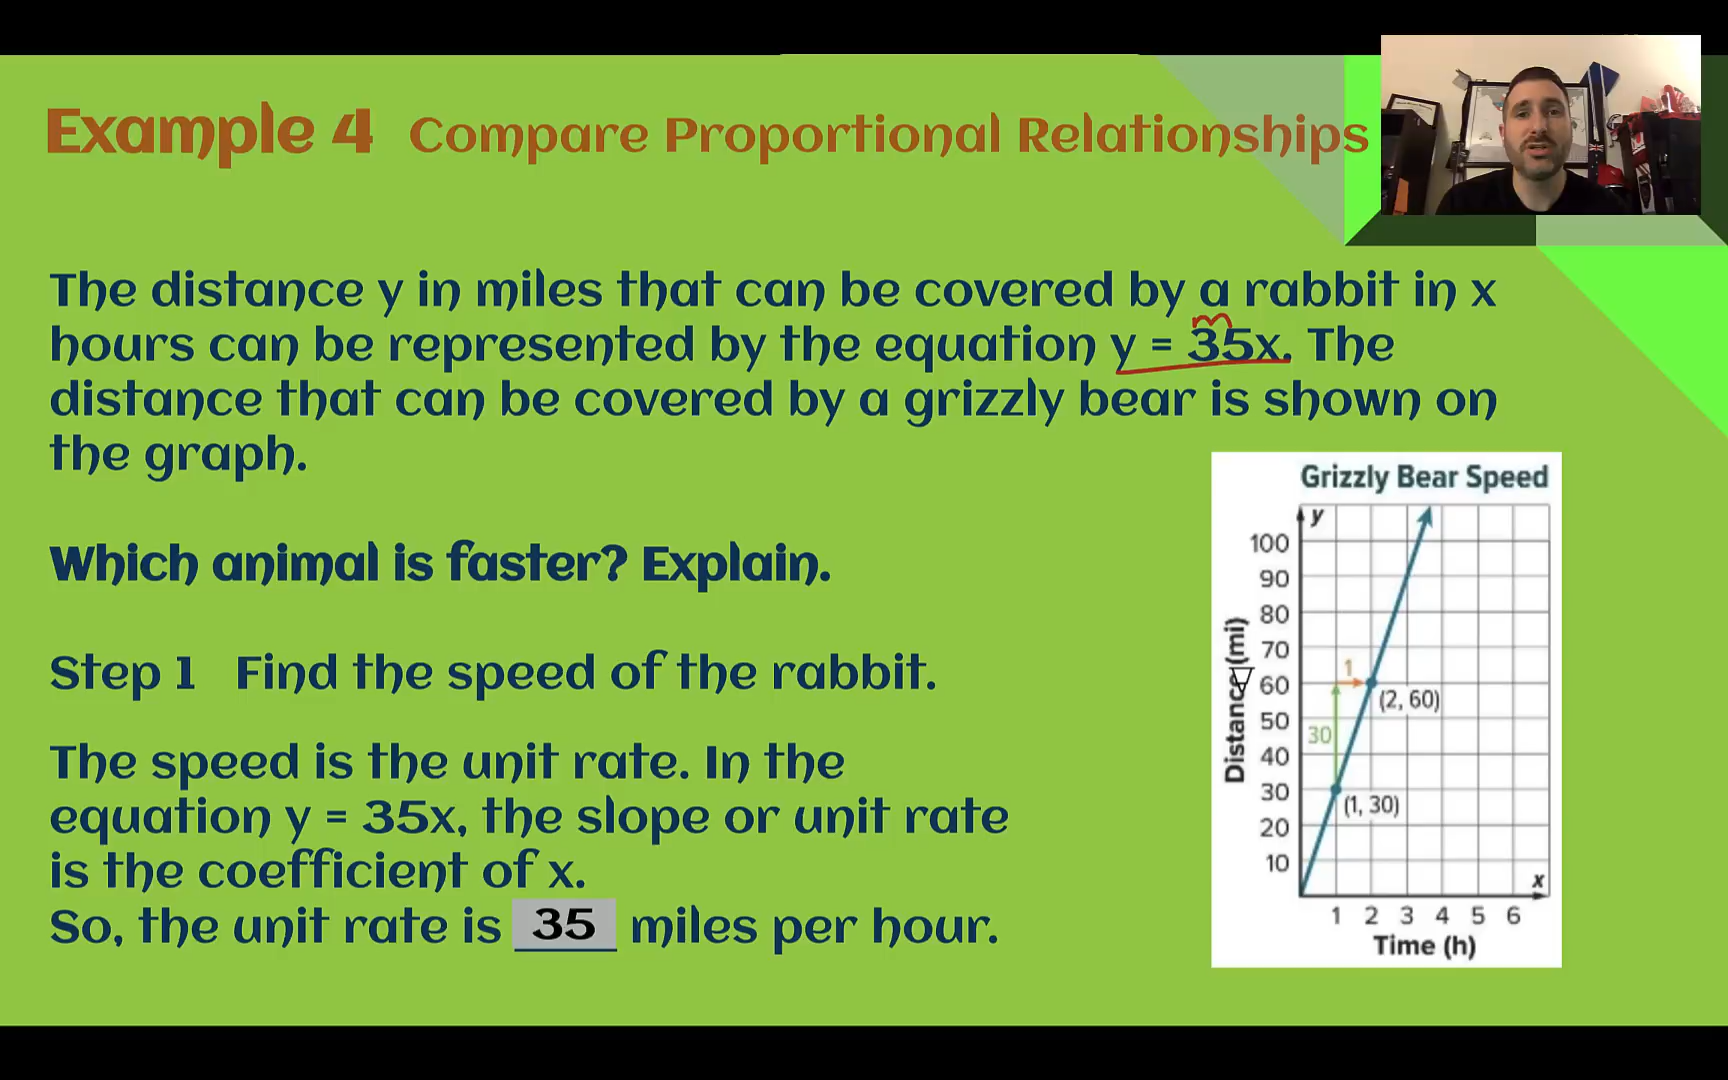 Example 4 Compare Proportional Relationships
The distance y in miles that can be covered by a rabbit in x
hours can be represented by the equation y = 35x. The
distance that can be covered by a grizzly bear is shown on
the graph.
Which animal is faster? Explain.
Step 1 Find the speed of the rabbit.
The speed is the unit rate. In the
equation y = 35x, the slope or unit rate
is the coefficient of x.
So, the unit rate is 35 miles per hour.
Grizzly Bear Speed
y
100
90
80
70
60
50
40
30
20
10
Distance (mi)
1
(2, 60)
30
(1, 30)
x
1 2 3 4 5 6
Time (h)
m